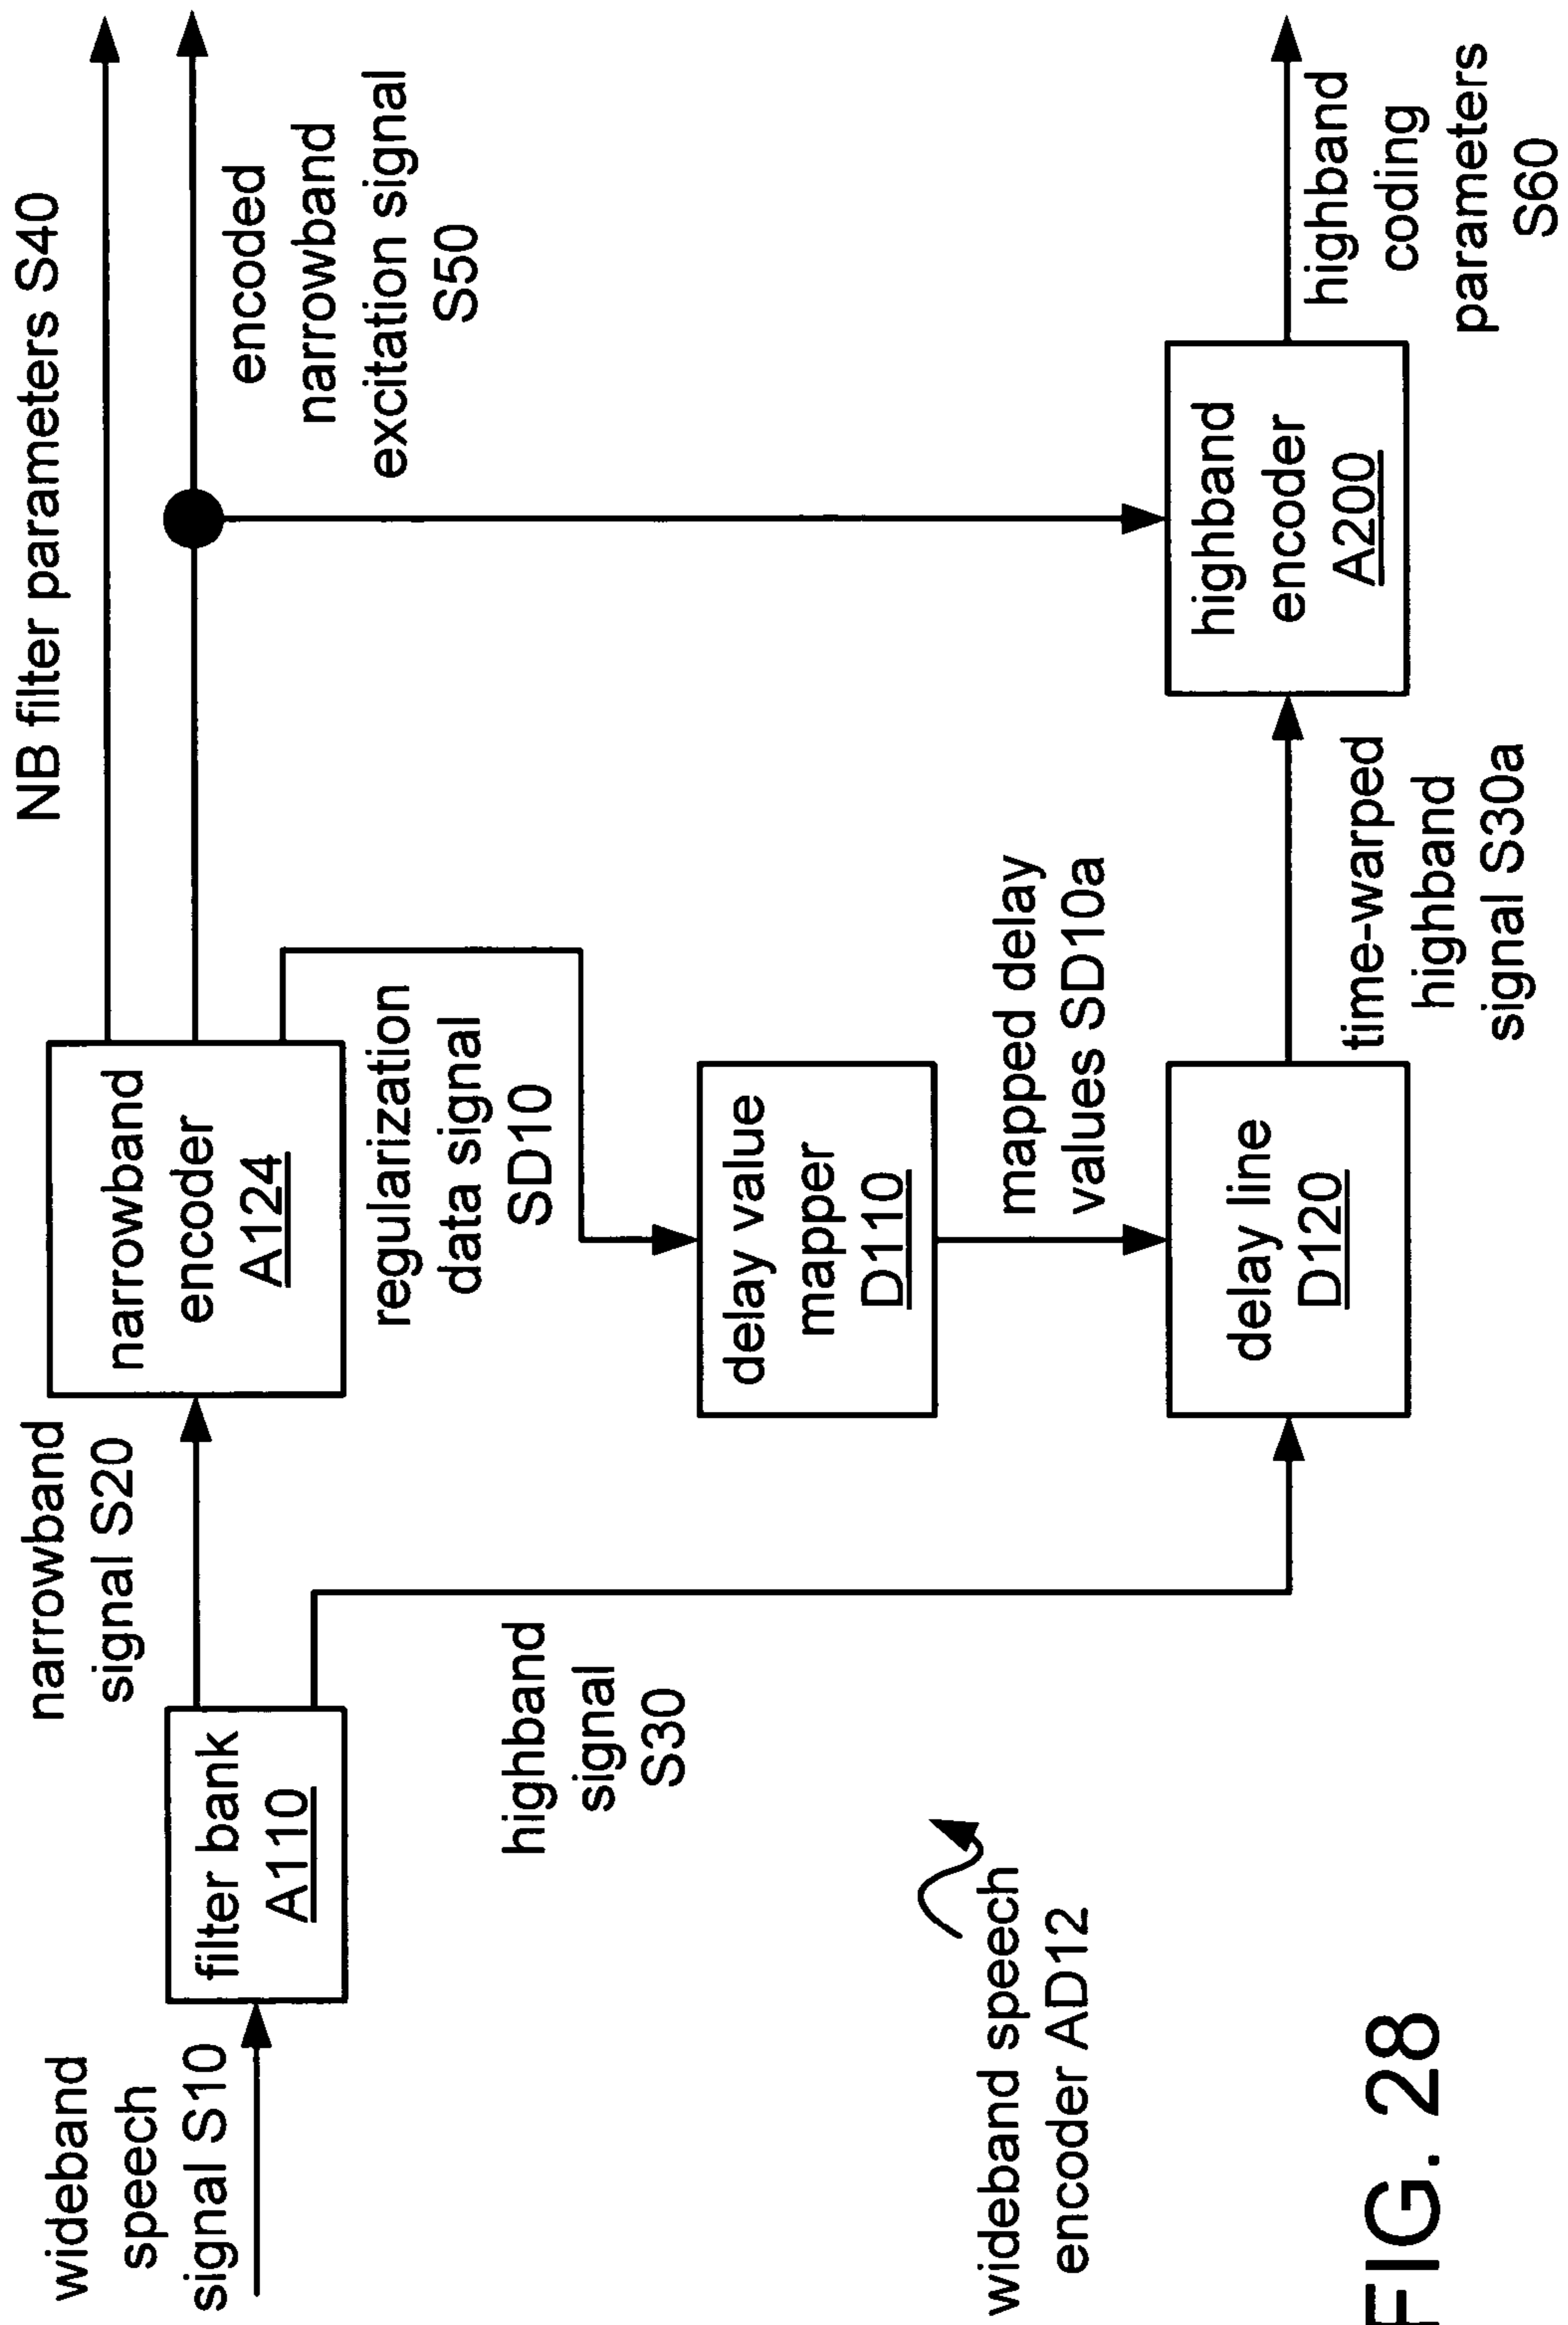 wideband
speech
signal S10
filter bank
A110
narrowband
signal S20
highband
signal
S30
narrowband
encoder
A124
regularization
data signal
SD10
delay value
mapper
D110
mapped delay
values SD10a
delay line
D120
time-warped
highband
signal S30a
NB filter parameters S40
encoded
narrowband
excitation signal
S50
highband
encoder
A200
highband
coding
parameters
S60
wideband speech
encoder AD12
FIG. 28